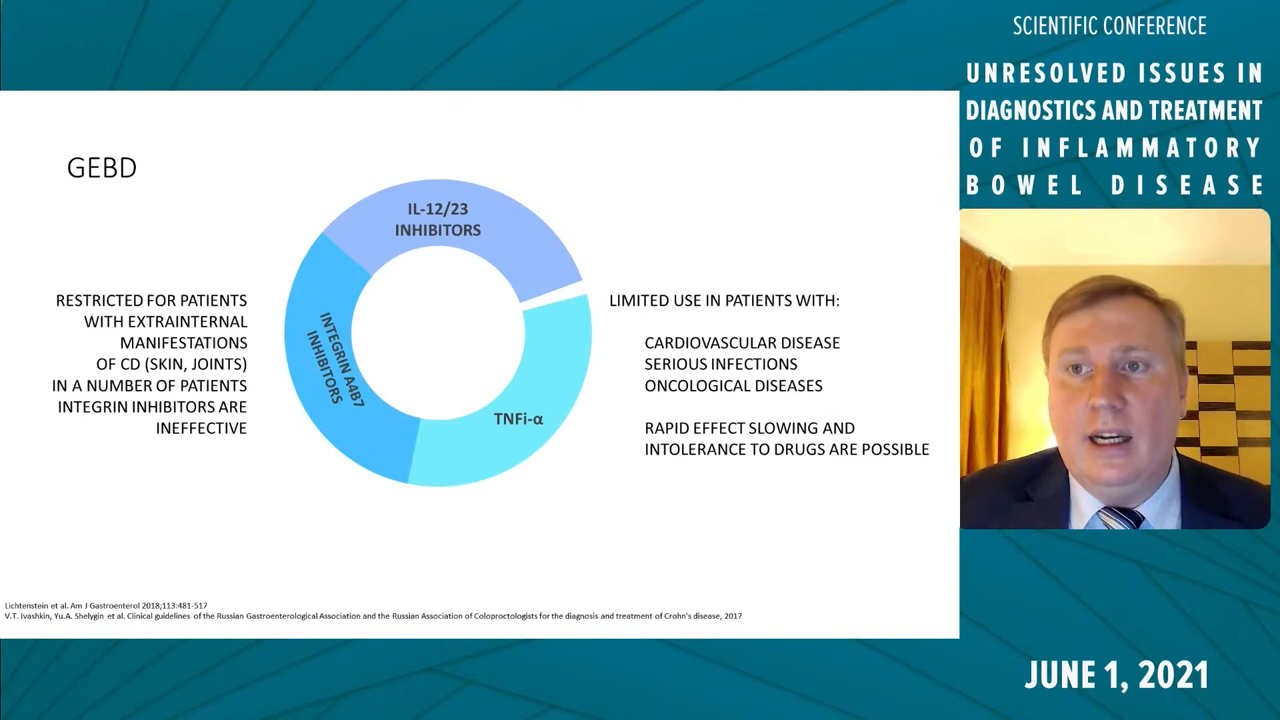 SCIENTIFIC CONFERENCE
UNRESOLVED ISSUES IN
DIAGNOSTICS AND TREATMENT
OF INFLAMMATORY
BOWEL DISEASE
GEBD
IL-12/23
INHIBITORS
INTEGRIN A4B7
INHIBITORS
TNFi-α
RESTRICTED FOR PATIENTS
WITH EXTRAINTERNAL
MANIFESTATIONS
OF CD (SKIN, JOINTS)
IN A NUMBER OF PATIENTS
INTEGRIN INHIBITORS ARE
INEFFECTIVE
LIMITED USE IN PATIENTS WITH:
CARDIOVASCULAR DISEASE
SERIOUS INFECTIONS
ONCOLOGICAL DISEASES
RAPID EFFECT SLOWING AND
INTOLERANCE TO DRUGS ARE POSSIBLE
Lichtenstein et al. Am J Gastroenterol 2018;113:481-517
V.T. Ivashkin, Yu.A. Shelygin et al. Clinical guidelines of the Russian Gastroenterological Association and the Russian Association of Coloproctologists for the diagnosis and treatment of Crohn's disease, 2017
JUNE 1, 2021